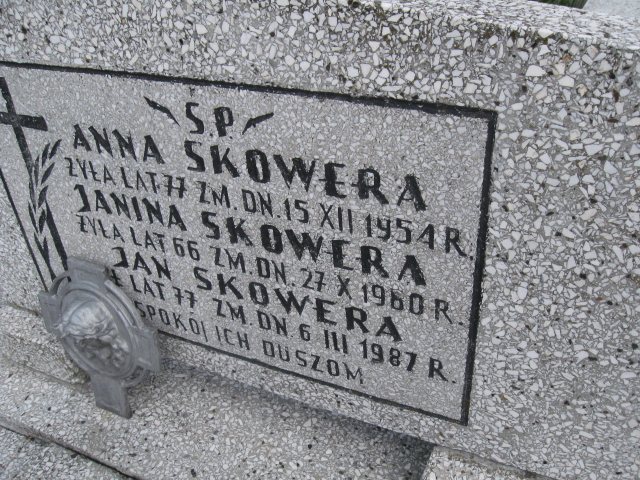 Ś.P.
ANNA SKOWERA
ŻYŁA LAT 77 ZM. DN. 15 XII 1954 R.
JANINA SKOWERA
ŻYŁA LAT 66 ZM. DN. 27 X 1980 R.
JAN SKOWERA
LAT 77 ZM. DN 6 III 1987 R.
SPOKÓJ ICH DUSZOM